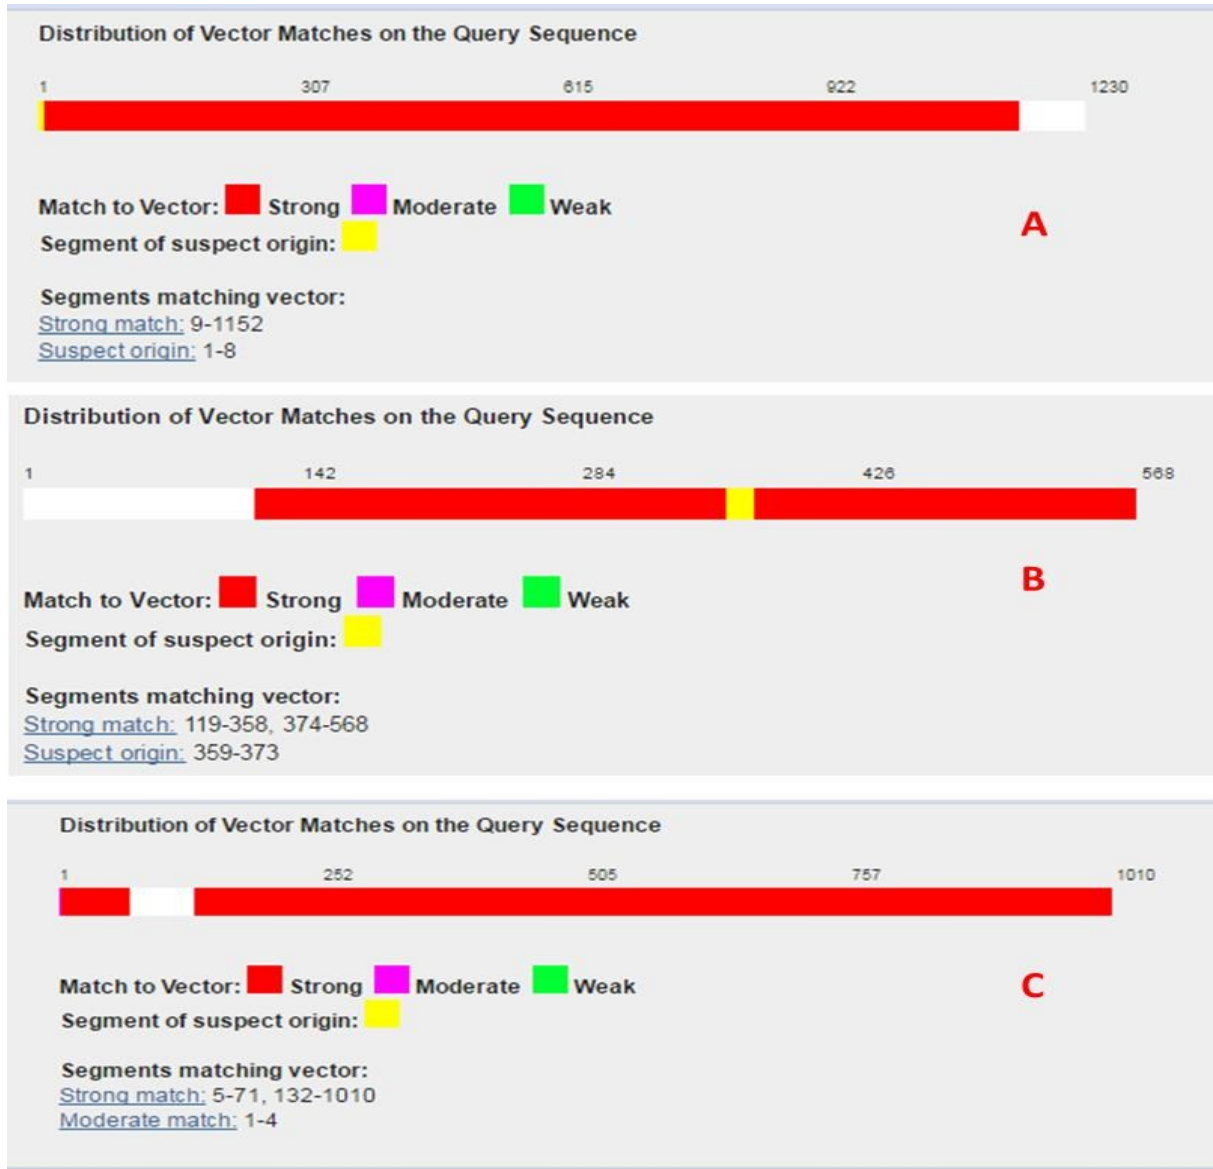 Distribution of Vector Matches on the Query Sequence
1 307 615 922 1230
Match to Vector: Strong Moderate Weak
A
Segment of suspect origin:
Segments matching vector:
Strong match: 9-1152
Suspect origin: 1-8
Distribution of Vector Matches on the Query Sequence
1 142 284 426 568
B
Match to Vector: Strong Moderate Weak
Segment of suspect origin:
Segments matching vector:
Strong match: 119-358, 374-568
Suspect origin: 359-373
Distribution of Vector Matches on the Query Sequence
1 252 505 757 1010
Match to Vector: Strong Moderate Weak
C
Segment of suspect origin:
Segments matching vector:
Strong match: 5-71, 132-1010
Moderate match: 1-4